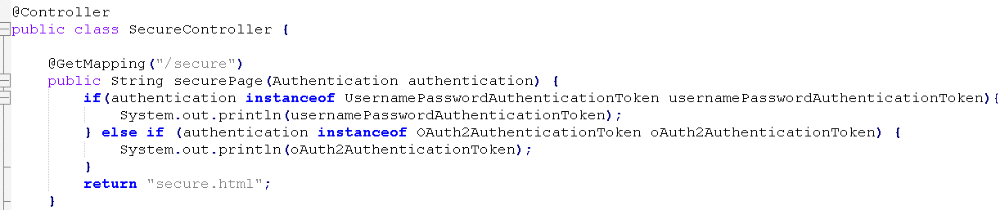 @Controller
public class SecureController {
@GetMapping("/secure")
public String securePage(Authentication authentication) {
if(authentication instanceof UsernamePasswordAuthenticationToken usernamePasswordAuthenticationToken){
System.out.println(usernamePasswordAuthenticationToken);
} else if (authentication instanceof OAuth2AuthenticationToken oAuth2AuthenticationToken) {
System.out.println(oAuth2AuthenticationToken);
}
return "secure.html";
}